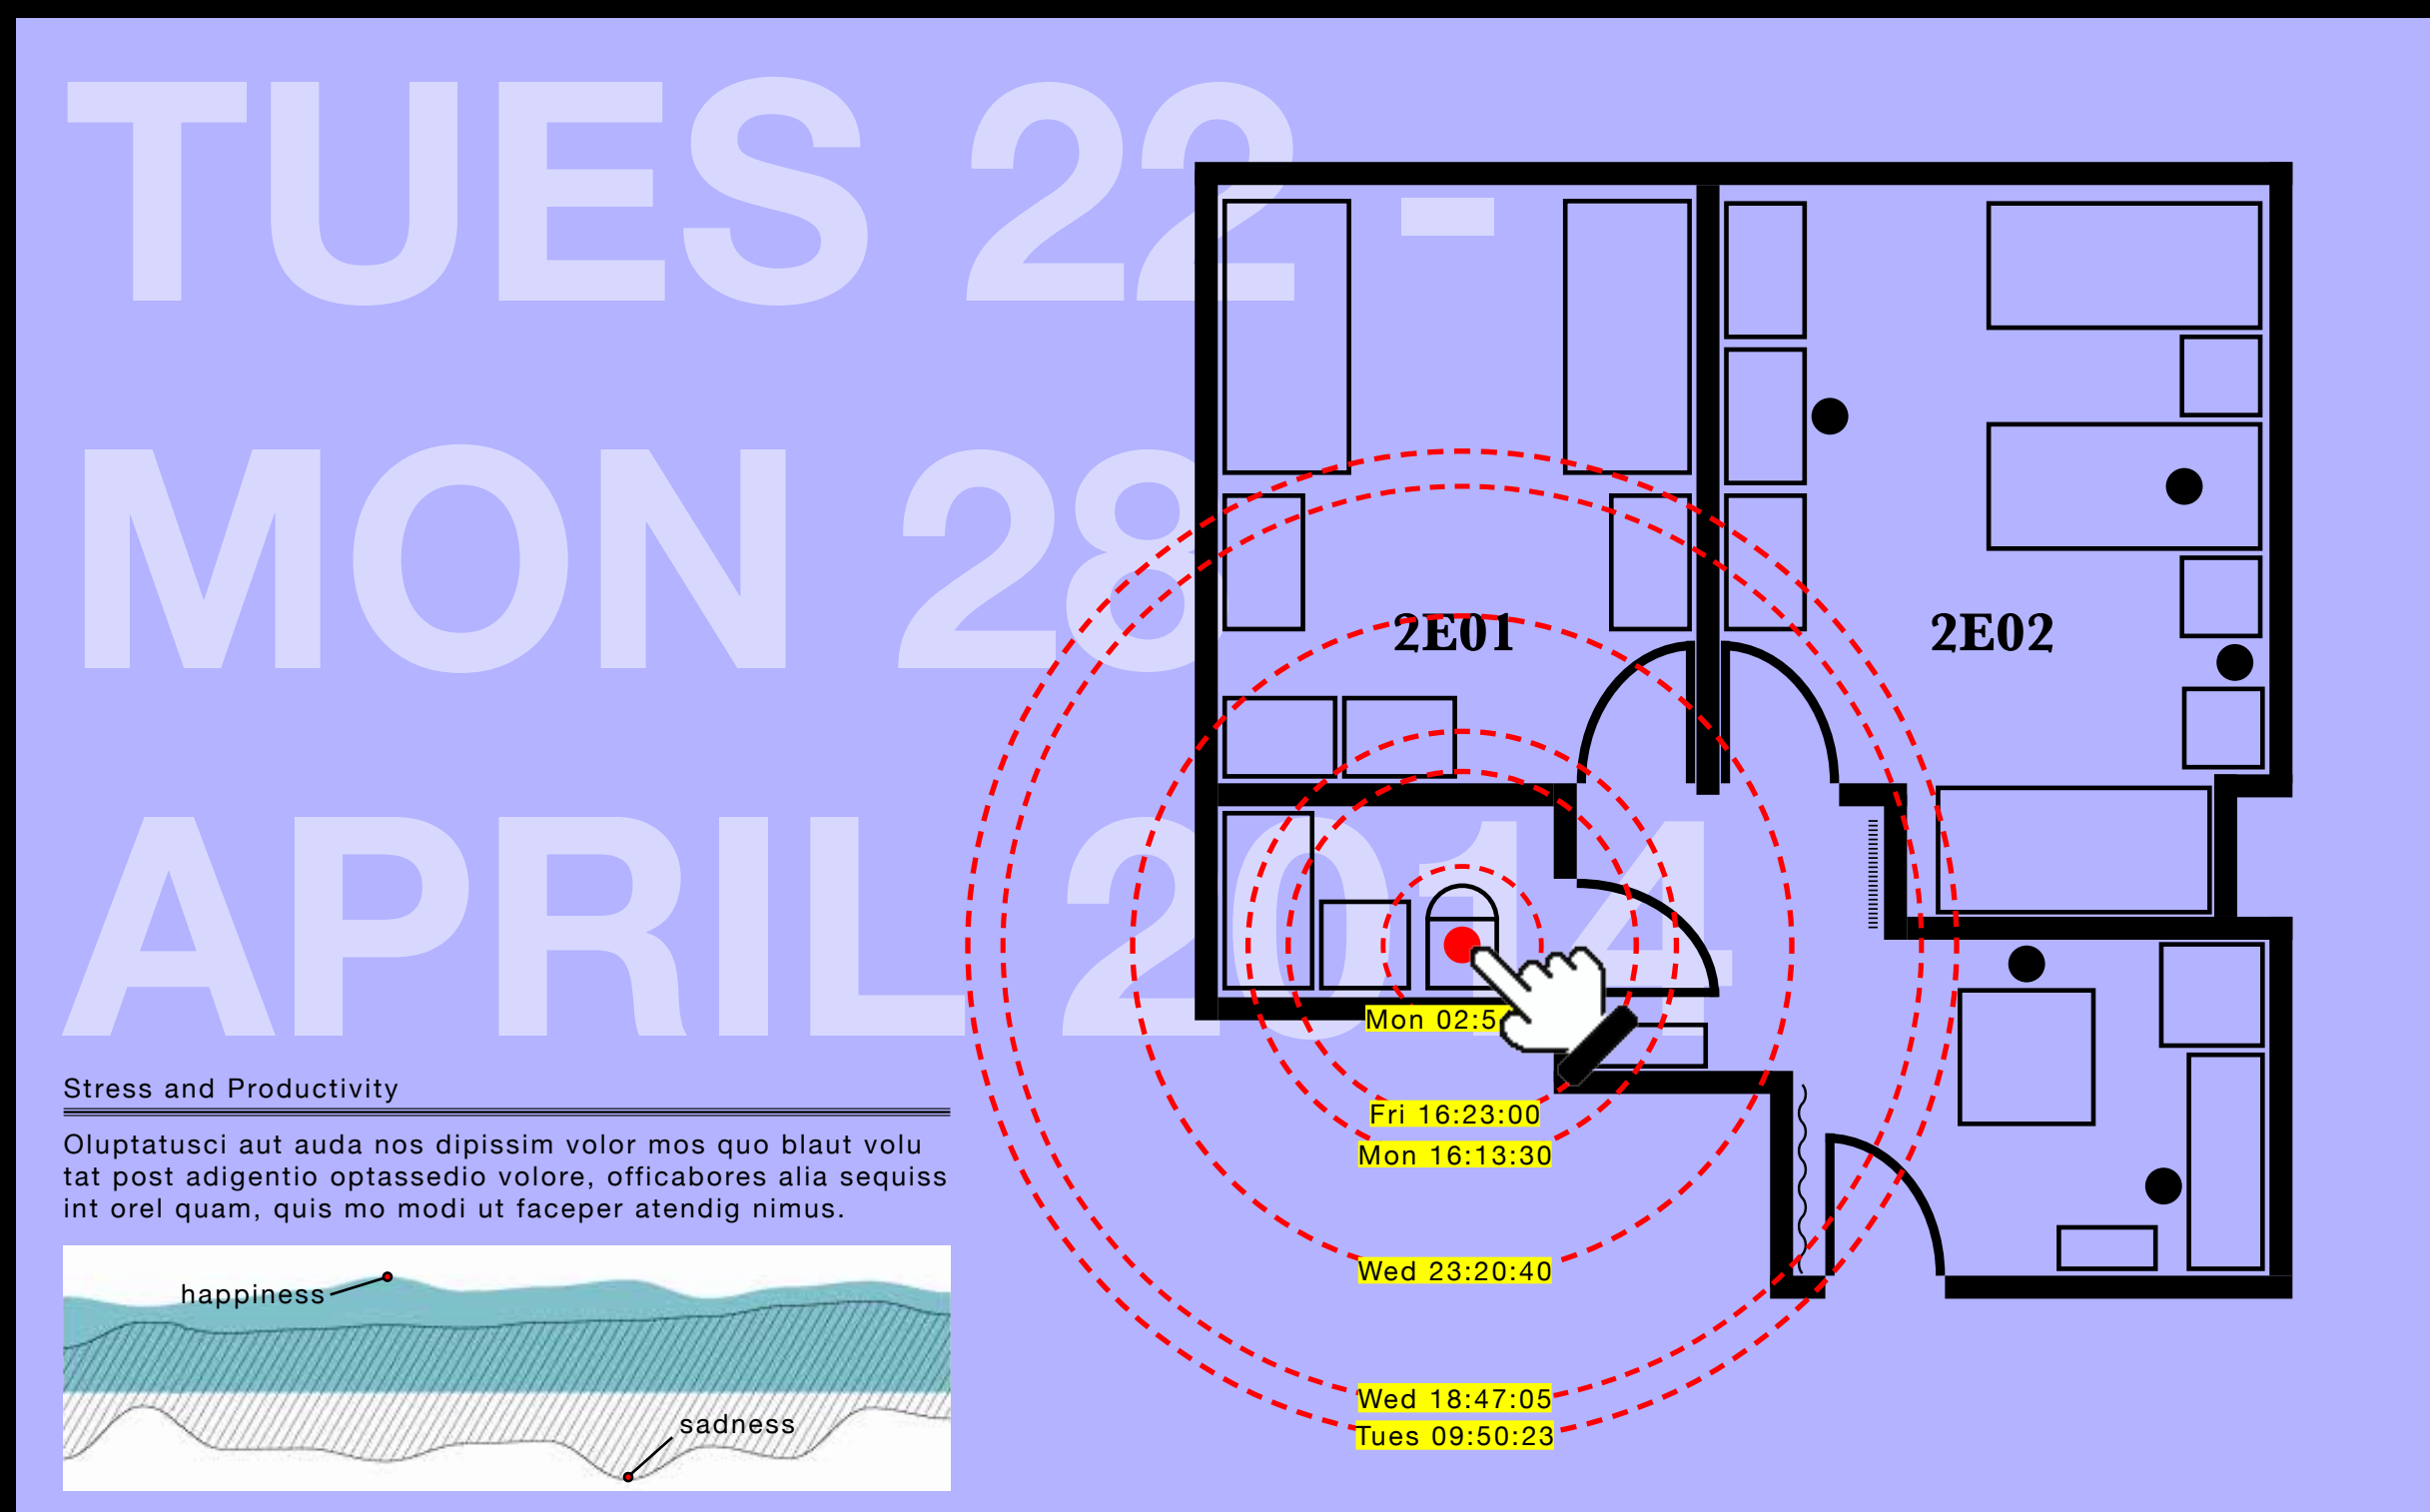 TUES 22 -
MON 28
APRIL 2014
Stress and Productivity
Oluptatusci aut auda nos dipissim volor mos quo blaut volu
tat post adigentio optassedio volore, officabores alia sequiss
int orel quam, quis mo modi ut faceper atendig nimus.
happiness
sadness
2E01
2E02
Mon 02:5
Fri 16:23:00
Mon 16:13:30
Wed 23:20:40
Wed 18:47:05
Tues 09:50:23